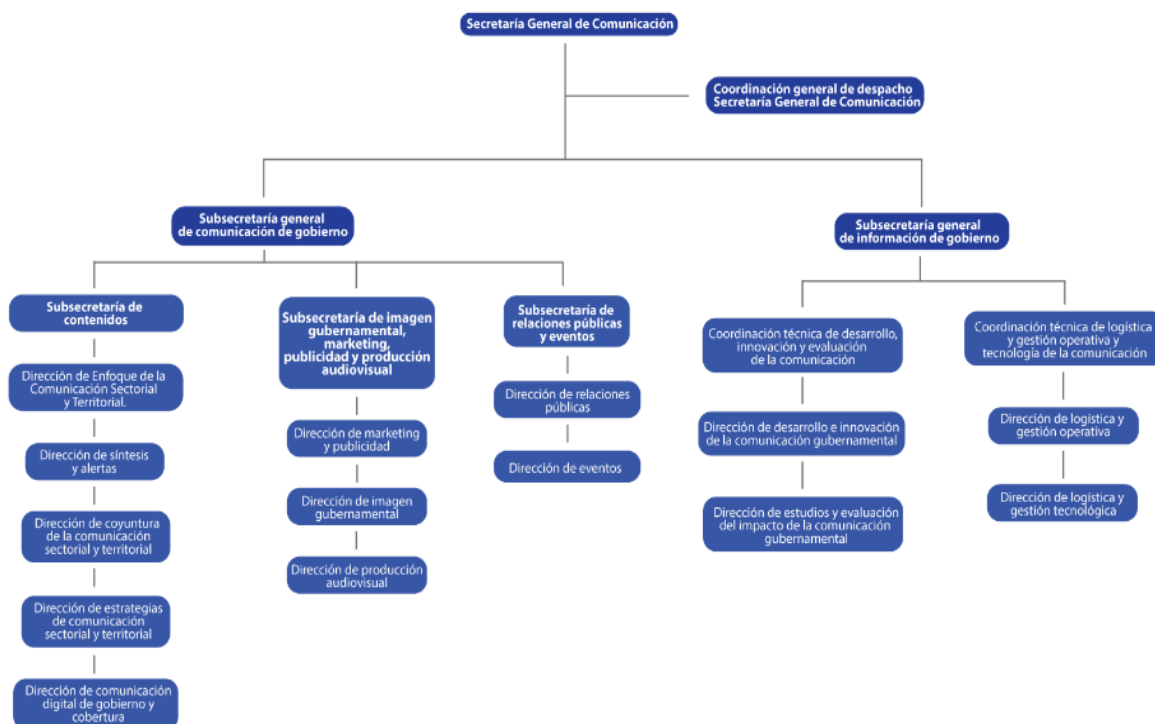 Secretaría General de Comunicación
Coordinación general de despacho
Secretaría General de Comunicación
Subsecretaría general
de comunicación de gobierno
Subsecretaría general
de información de gobierno
Subsecretaría de
contenidos
Dirección de Enfoque de la
Comunicación Sectorial
y Territorial.
Dirección de síntesis
y alertas
Dirección de coyuntura
de la comunicación
sectorial y territorial
Dirección de estrategias
de comunicación
sectorial y territorial
Dirección de comunicación
digital de gobierno y
cobertura
Subsecretaría de imagen
gubernamental,
marketing,
publicidad y producción
audiovisual
Dirección de marketing
y publicidad
Dirección de imagen
gubernamental
Dirección de producción
audiovisual
Subsecretaría de
relaciones públicas
y eventos
Dirección de relaciones
públicas
Dirección de eventos
Coordinación técnica de desarrollo,
innovación y evaluación
de la comunicación
Dirección de desarrollo e innovación
de la comunicación gubernamental
Dirección de estudios y evaluación
del impacto de la comunicación
gubernamental
Coordinación técnica de logística
y gestión operativa y
tecnología de la comunicación
Dirección de logística y
gestión operativa
Dirección de logística y
gestión tecnológica